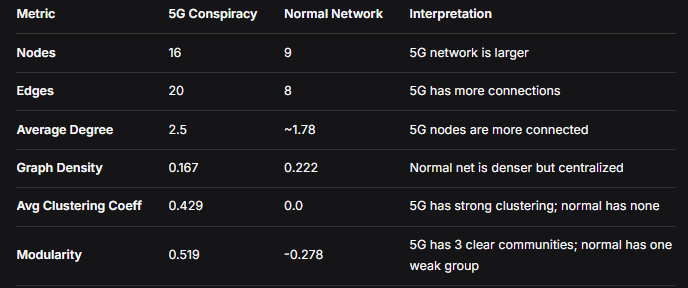 Metric 5G Conspiracy Normal Network Interpretation
Nodes 16 9 5G network is larger
Edges 20 8 5G has more connections
Average Degree 2.5 ~1.78 5G nodes are more connected
Graph Density 0.167 0.222 Normal net is denser but centralized
Avg Clustering Coeff 0.429 0.0 5G has strong clustering; normal has none
Modularity 0.519 -0.278 5G has 3 clear communities; normal has one
weak group